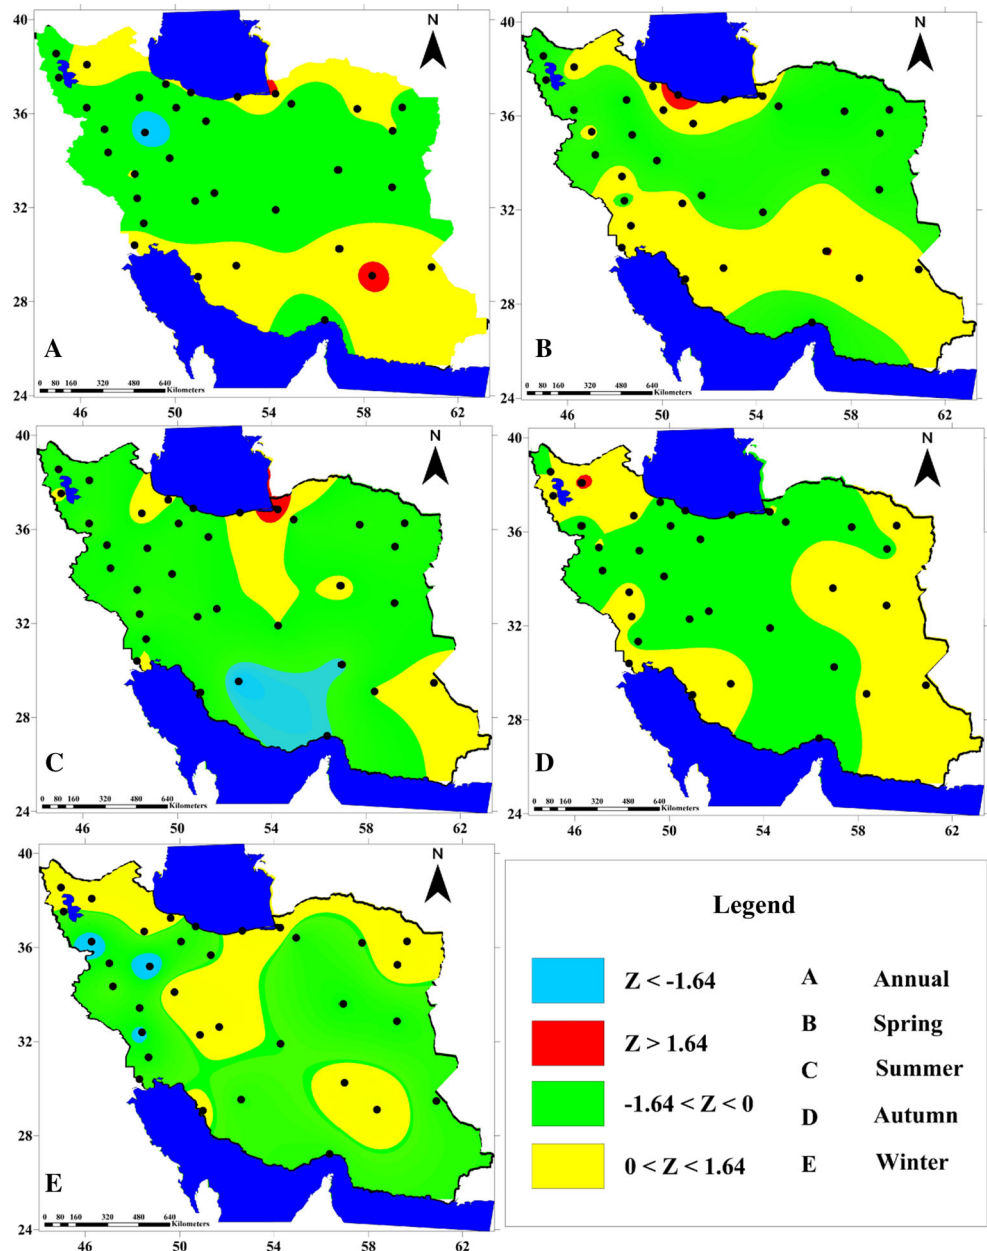 40
36
32
28
24
N
A
0 80 160 320 480 640
Kilometers
46 50 54 58 62
40
36
32
28
24
N
B
0 80 160 320 480 640
Kilometers
46 50 54 58 62
40
36
32
28
24
N
C
0 80 160 320 480 640
Kilometers
46 50 54 58 62
40
36
32
28
24
N
D
0 80 160 320 480 640
Kilometers
46 50 54 58 62
40
36
32
28
24
N
E
0 80 160 320 480 640
Kilometers
46 50 54 58 62
Legend
Z < -1.64
Z > 1.64
-1.64 < Z < 0
0 < Z < 1.64
A Annual
B Spring
C Summer
D Autumn
E Winter